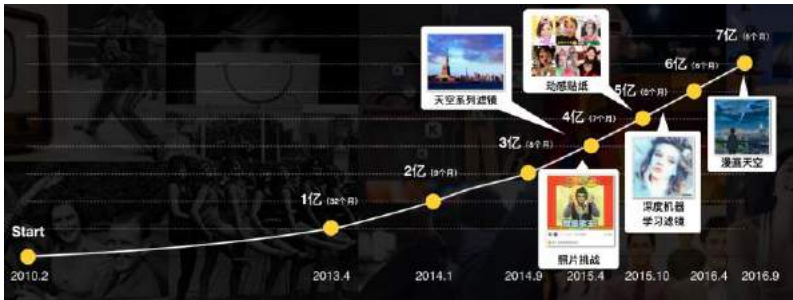 7亿 (5个月)
6亿 (6个月)
5亿 (6个月)
4亿 (7个月)
3亿 (8个月)
2亿 (9个月)
1亿 (32个月)
Start
天空系列滤镜
动感贴纸
照片挑战
深度机器
学习滤镜
漫画天空
2010.2
2013.4
2014.1
2014.9
2015.4
2015.10
2016.4
2016.9